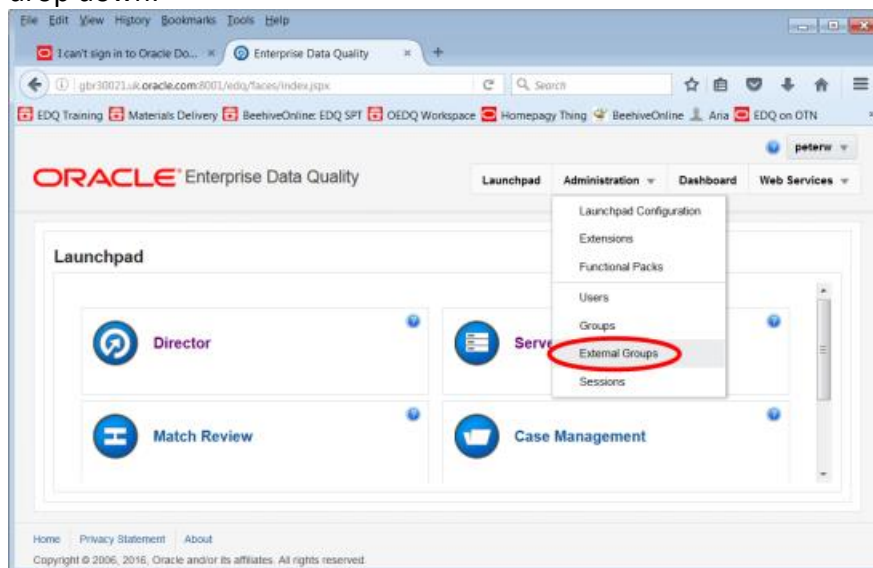 drop down.
File Edit View History Bookmarks Tools Help
I can't sign in to Oracle Do... × Enterprise Data Quality × +
gbr30021.uk.oracle.com:8001/edq/faces/index.jspx Search
EDQ Training Materials Delivery BeehiveOnline: EDQ SPT OEDQ Workspace Homepagy Thing BeehiveOnline Aria EDQ on OTN
peterw
ORACLE Enterprise Data Quality
Launchpad Administration Dashboard Web Services
Launchpad Configuration
Extensions
Functional Packs
Users
Groups
External Groups
Sessions
Launchpad
Director
Serve
Match Review
Case Management
Home Privacy Statement About
Copyright © 2006, 2016, Oracle and/or its affiliates. All rights reserved.